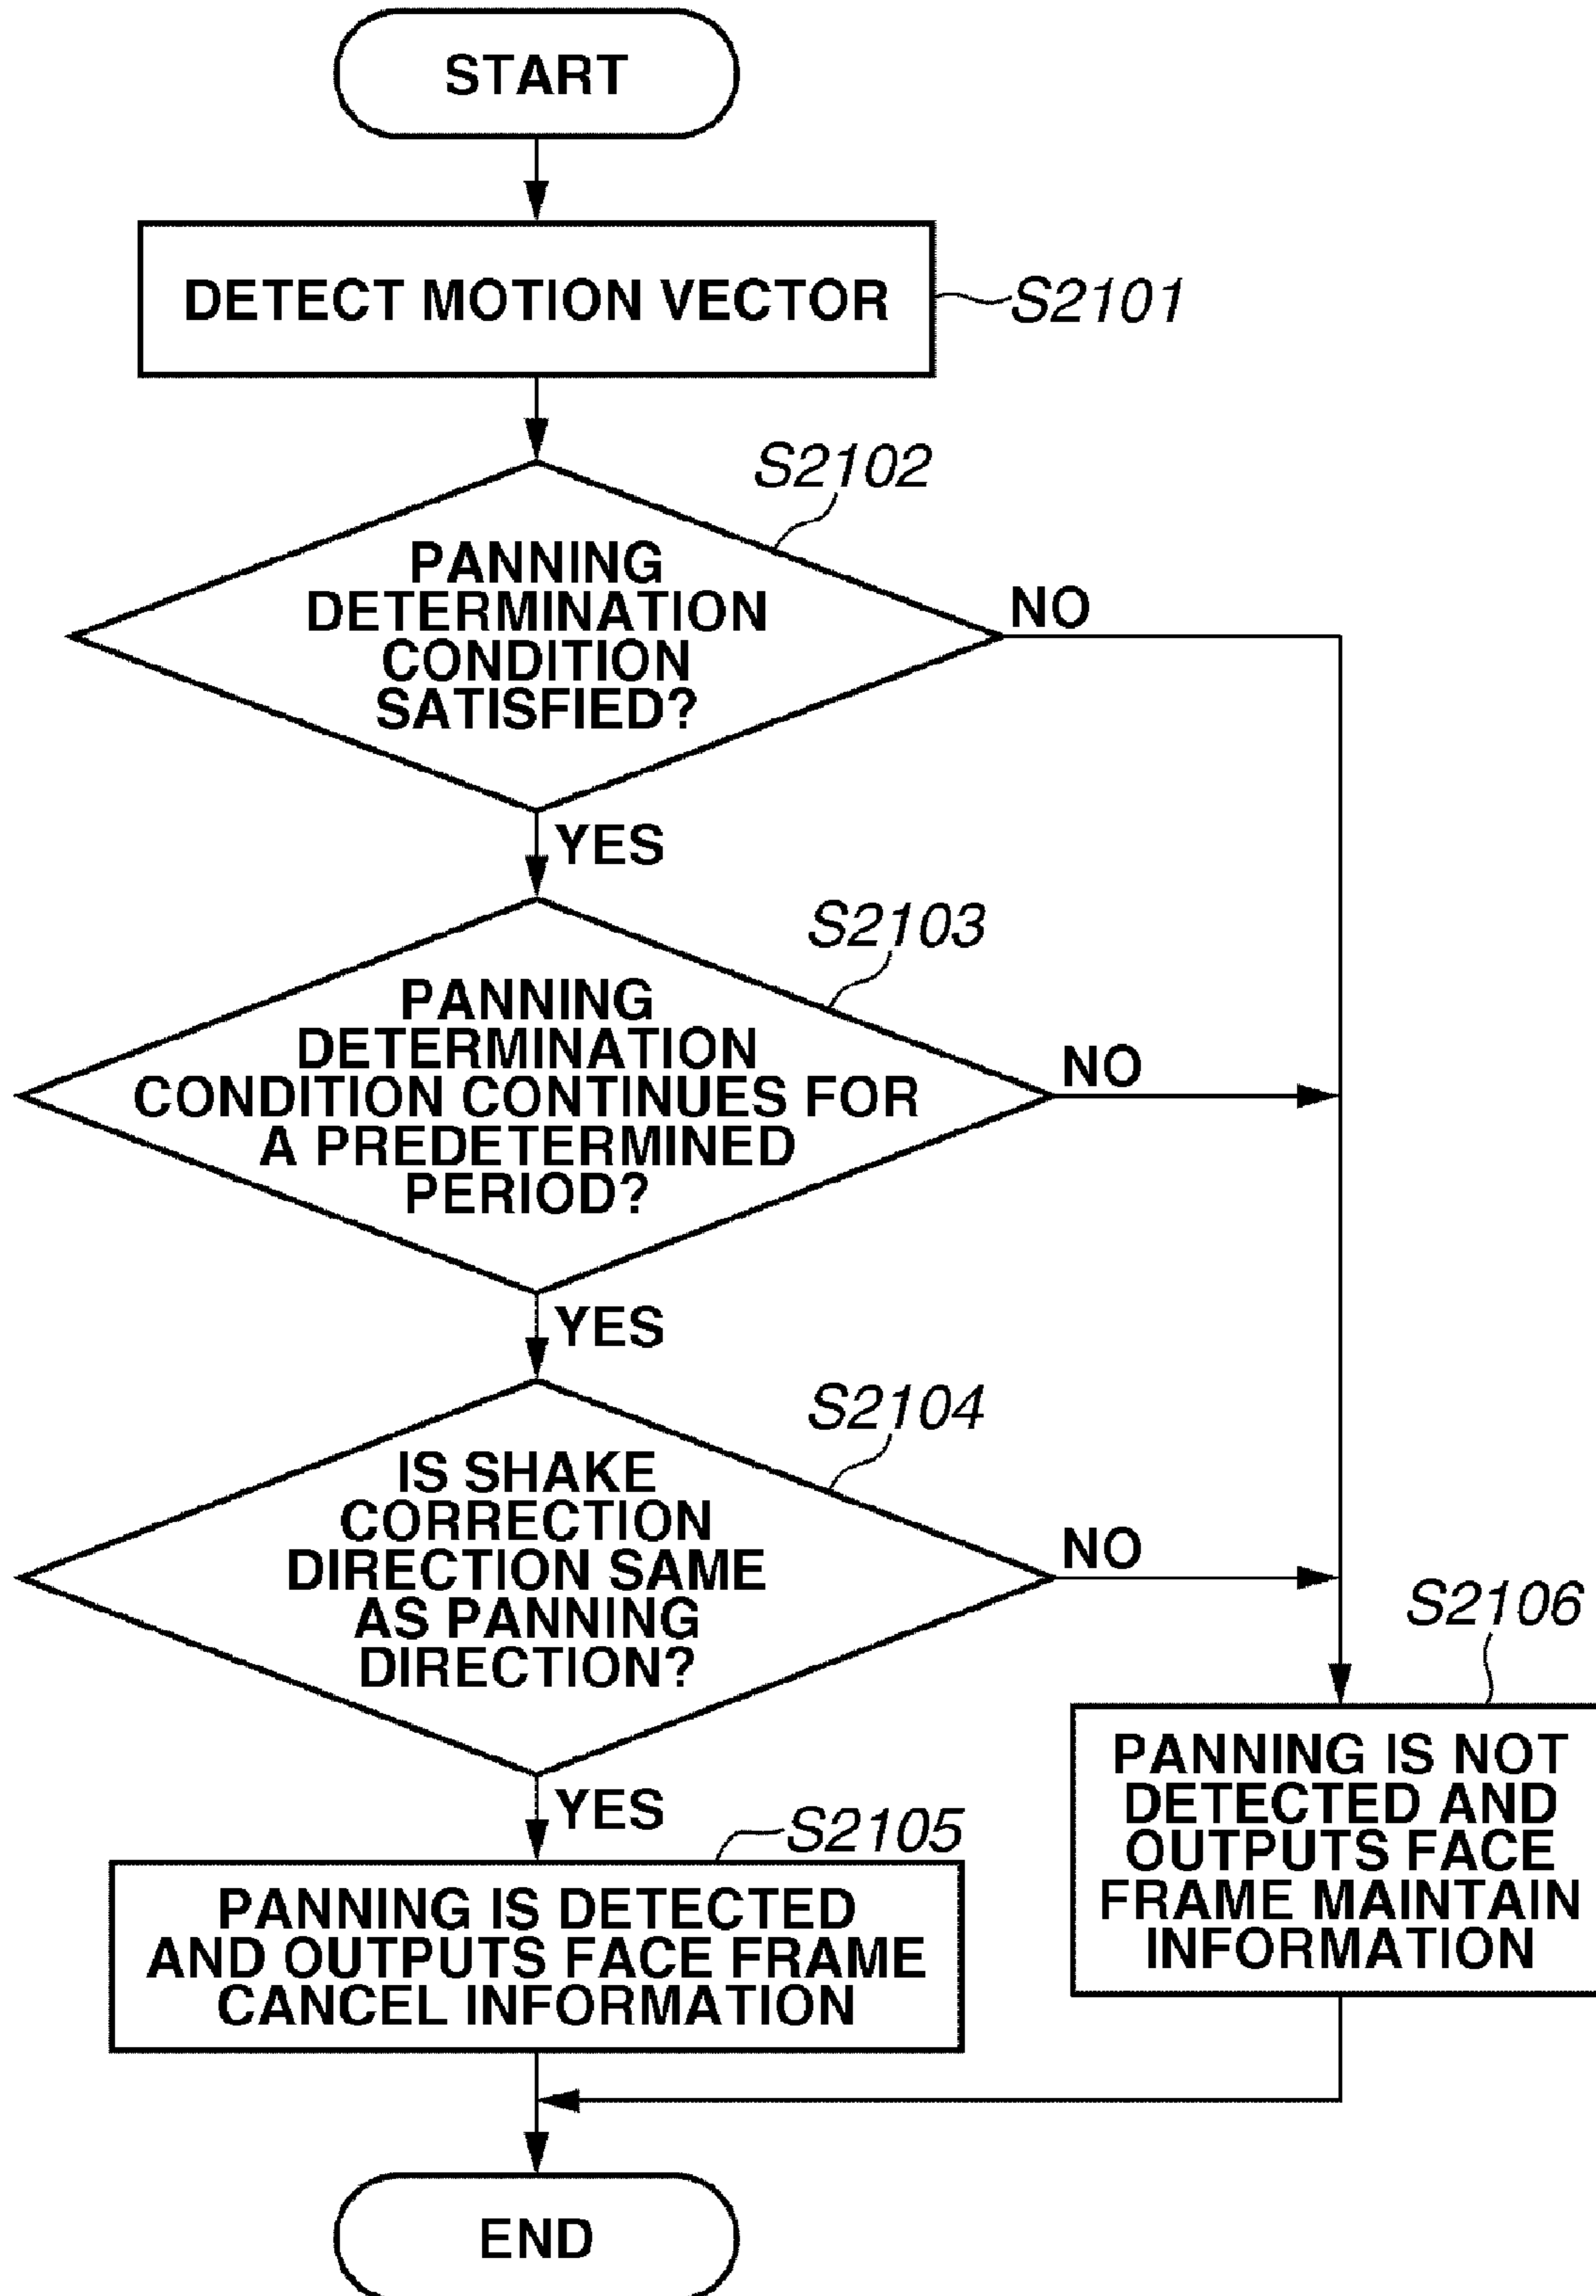 START
DETECT MOTION VECTOR
S2101
S2102
PANNING
DETERMINATION
CONDITION
SATISFIED?
NO
YES
S2103
PANNING
DETERMINATION
CONDITION CONTINUES FOR
A PREDETERMINED
PERIOD?
NO
YES
S2104
IS SHAKE
CORRECTION
DIRECTION SAME
AS PANNING
DIRECTION?
NO
YES
S2105
PANNING IS DETECTED
AND OUTPUTS FACE FRAME
CANCEL INFORMATION
S2106
PANNING IS NOT
DETECTED AND
OUTPUTS FACE
FRAME MAINTAIN
INFORMATION
END